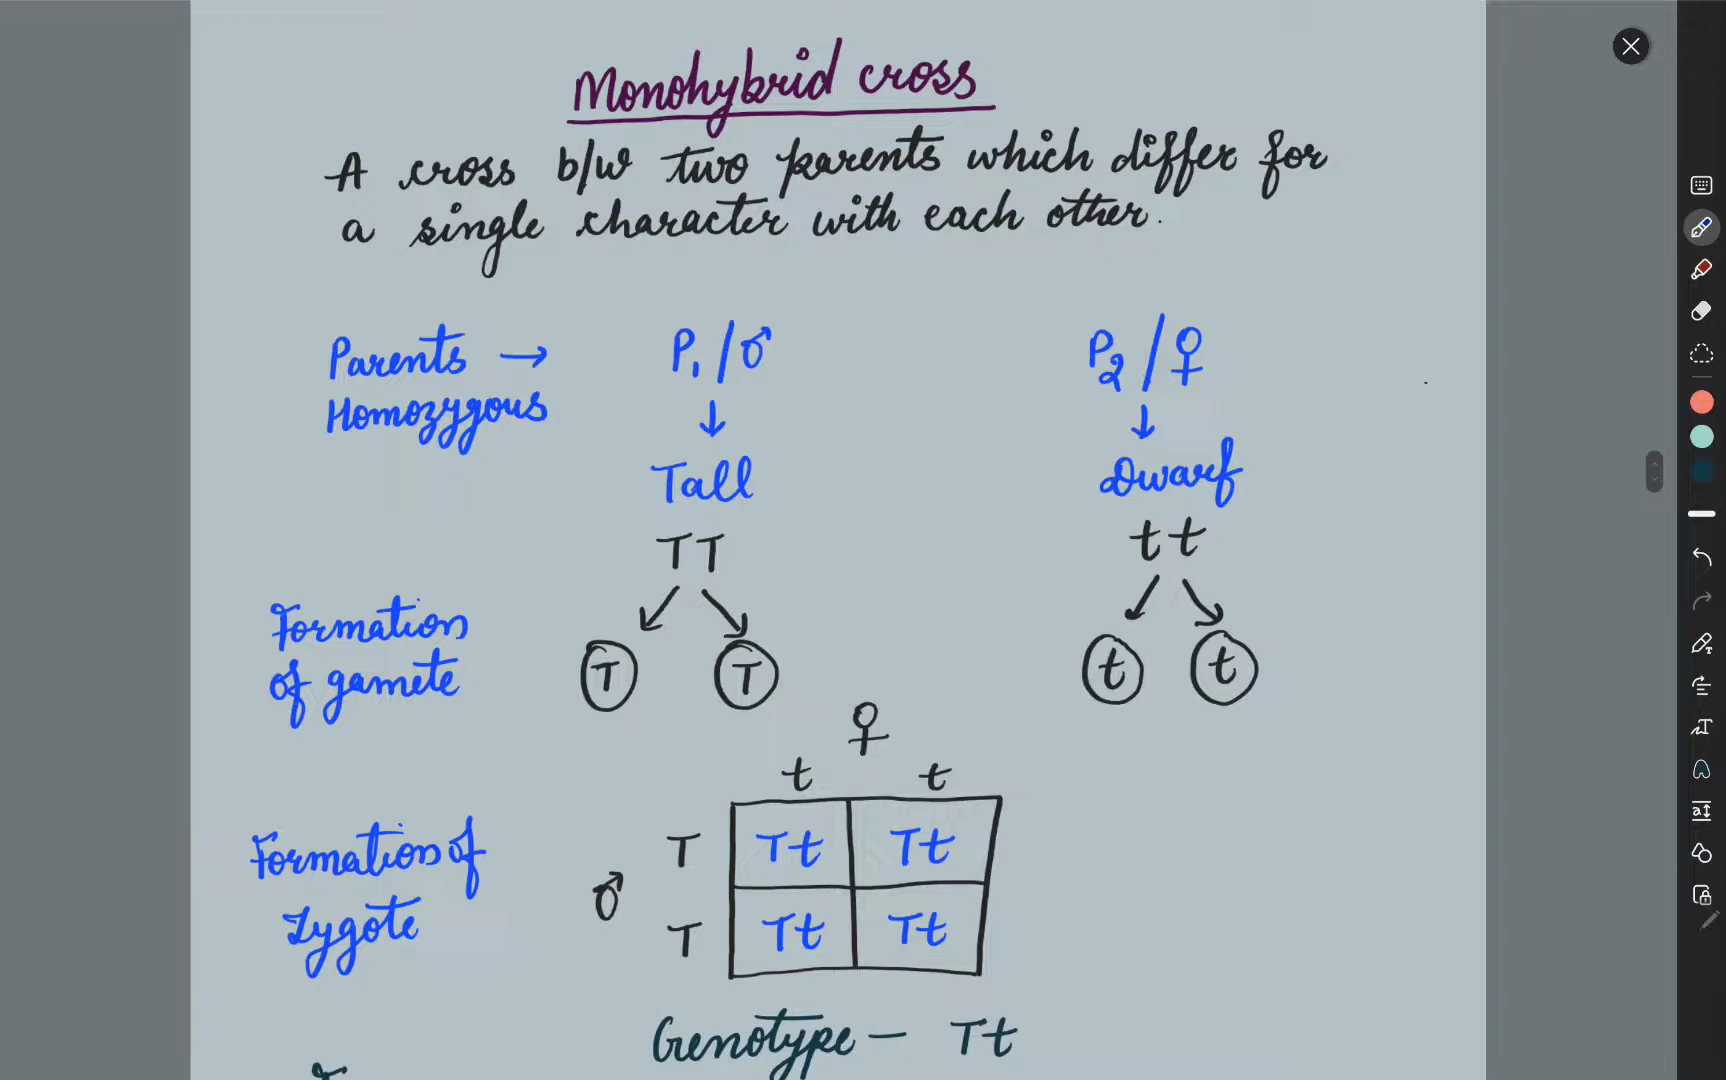 Monohybrid cross
A cross b/w two parents which differ for
a single character with each other.
Parents → P1/♂ P2/♀
Homozygous ↓ ↓
Tall Dwarf
TT tt
Formation
of gamete T T t t
♀
t t
T Tt Tt
Formation of
♂
Zygote T Tt Tt
Genotype – Tt